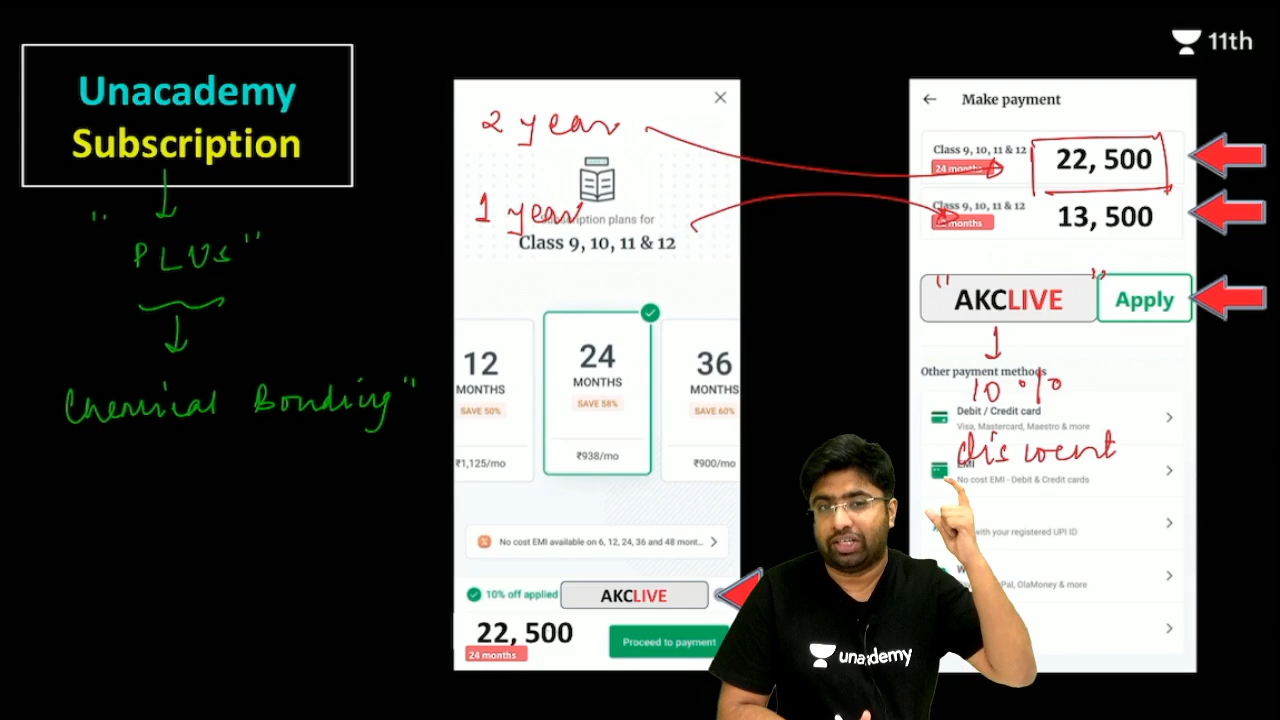 11th
Unacademy
Subscription
" PLUS "
Chemical Bonding "
2 year
1 year
Subscription plans for
Class 9, 10, 11 & 12
12
MONTHS
SAVE 50%
₹1,125/mo
24
MONTHS
SAVE 58%
₹938/mo
36
MONTHS
SAVE 60%
₹900/mo
No cost EMI available on 6, 12, 24, 36 and 48 mont...
10% off applied
AKCLIVE
22, 500
24 months
Proceed to payment
Make payment
Class 9, 10, 11 & 12
24 months
22, 500
Class 9, 10, 11 & 12
months
13, 500
" AKCLIVE "
Apply
Other payment methods
10 %
Debit / Credit card
Visa, Mastercard, Maestro & more
EMI
No cost EMI - Debit & Credit cards
with your registered UPI ID
OlaMoney & more
unacademy